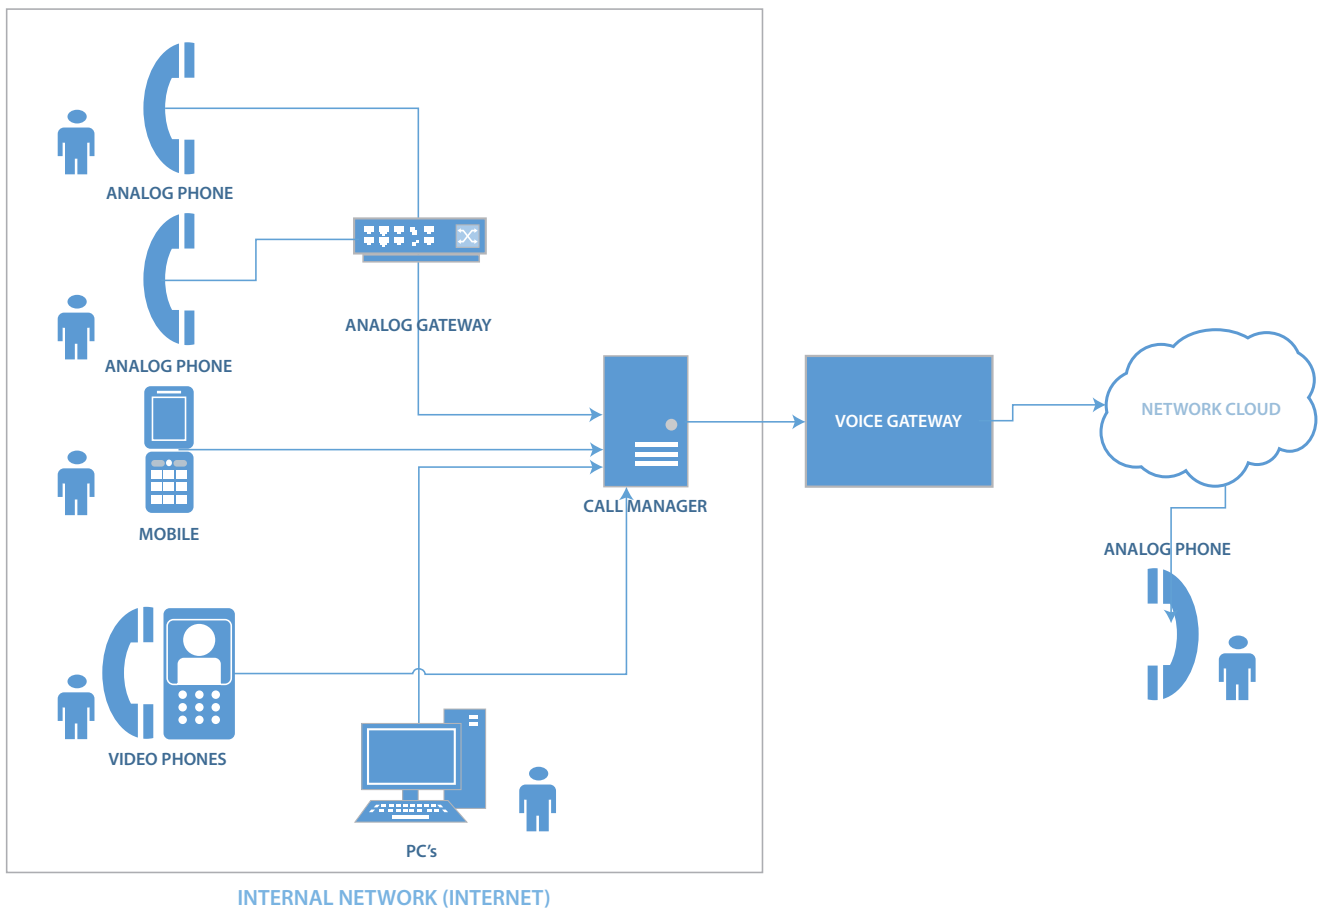 ANALOG PHONE
ANALOG GATEWAY
ANALOG PHONE
VOICE GATEWAY
NETWORK CLOUD
CALL MANAGER
MOBILE
ANALOG PHONE
VIDEO PHONES
PC's
INTERNAL NETWORK (INTERNET)